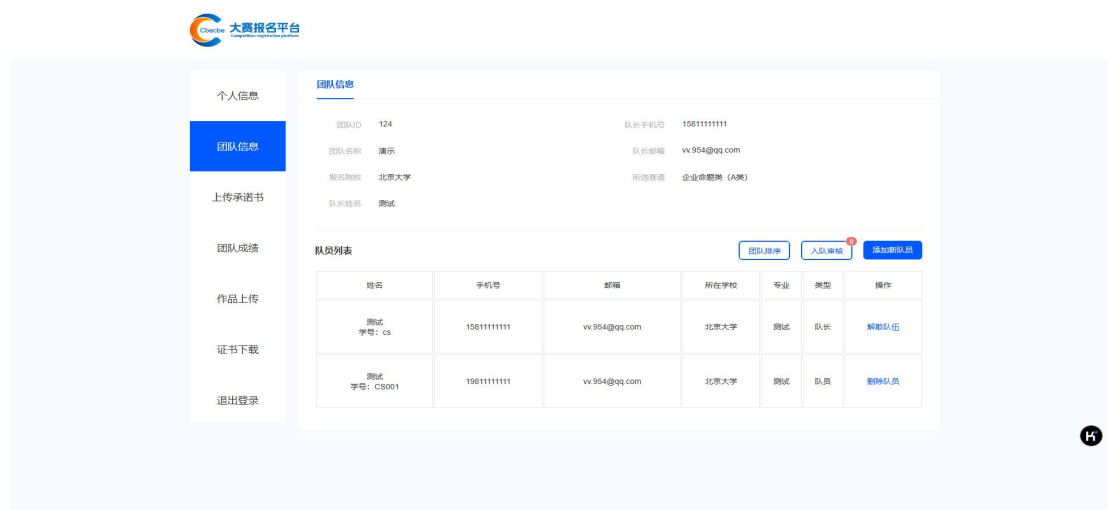 Cbecbe 大赛报名平台
Competition registration platform
个人信息
团队信息
上传承诺书
团队成绩
作品上传
证书下载
退出登录
团队信息
团队ID 124 队长手机号 15811111111
团队名称 演示 队长邮箱 vv.954@qq.com
报名院校 北京大学 所选赛道 企业命题类（A类）
队长姓名 测试
队员列表 团队排序 入队审核 0 添加新队员
姓名 手机号 邮箱 所在学校 专业 类型 操作
测试
学号：cs 15811111111 vv.954@qq.com 北京大学 测试 队长 解散队伍
测试
学号：CS001 19811111111 vv.954@qq.com 北京大学 测试 队员 删除队员